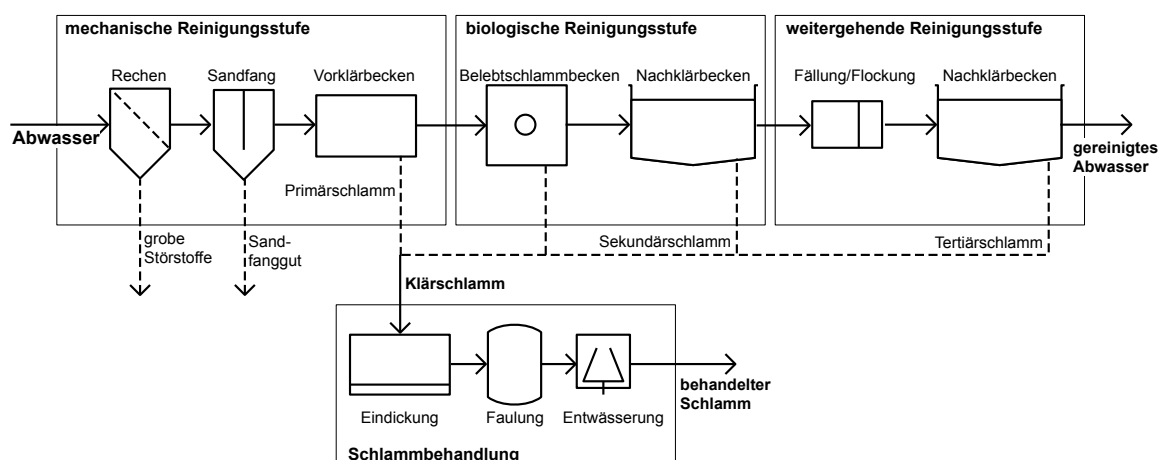 mechanische Reinigungsstufe
biologische Reinigungsstufe
weitergehende Reinigungsstufe
Rechen
Sandfang
Vorklärbecken
Belebtschlammbecken
Nachklärbecken
Fällung/Flockung
Nachklärbecken
Abwasser
gereinigtes
Abwasser
Primärschlamm
grobe
Störstoffe
Sand-
fanggut
Sekundärschlamm
Tertiärschlamm
Klärschlamm
behandelter
Schlamm
Eindickung
Faulung
Entwässerung
Schlammbehandlung